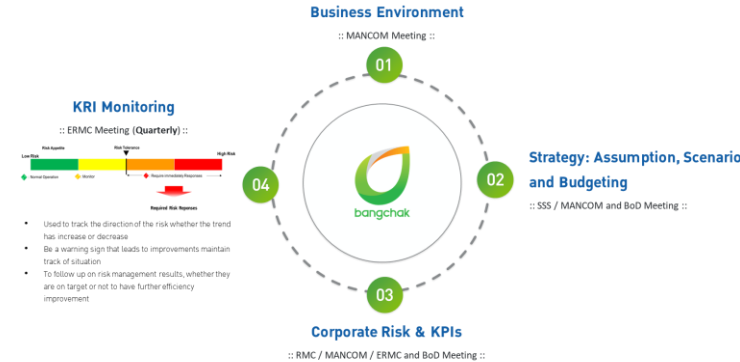 Business Environment
:: MANCOM Meeting ::
01
KRI Monitoring
:: ERMC Meeting (Quarterly) ::
Risk Appetite
Risk Tolerance
Low Risk
High Risk
Normal Operation
Monitor
Require immediately Responses
Required Risk Reponses
• Used to track the direction of the risk whether the trend
has increase or decrease
• Be a warning sign that leads to improvements maintain
track of situation
• To follow up on risk management results, whether they
are on target or not to have further efficiency
improvement
04
bangchak
02
Strategy: Assumption, Scenario
and Budgeting
:: SSS / MANCOM and BoD Meeting ::
03
Corporate Risk & KPIs
:: RMC / MANCOM / ERMC and BoD Meeting ::